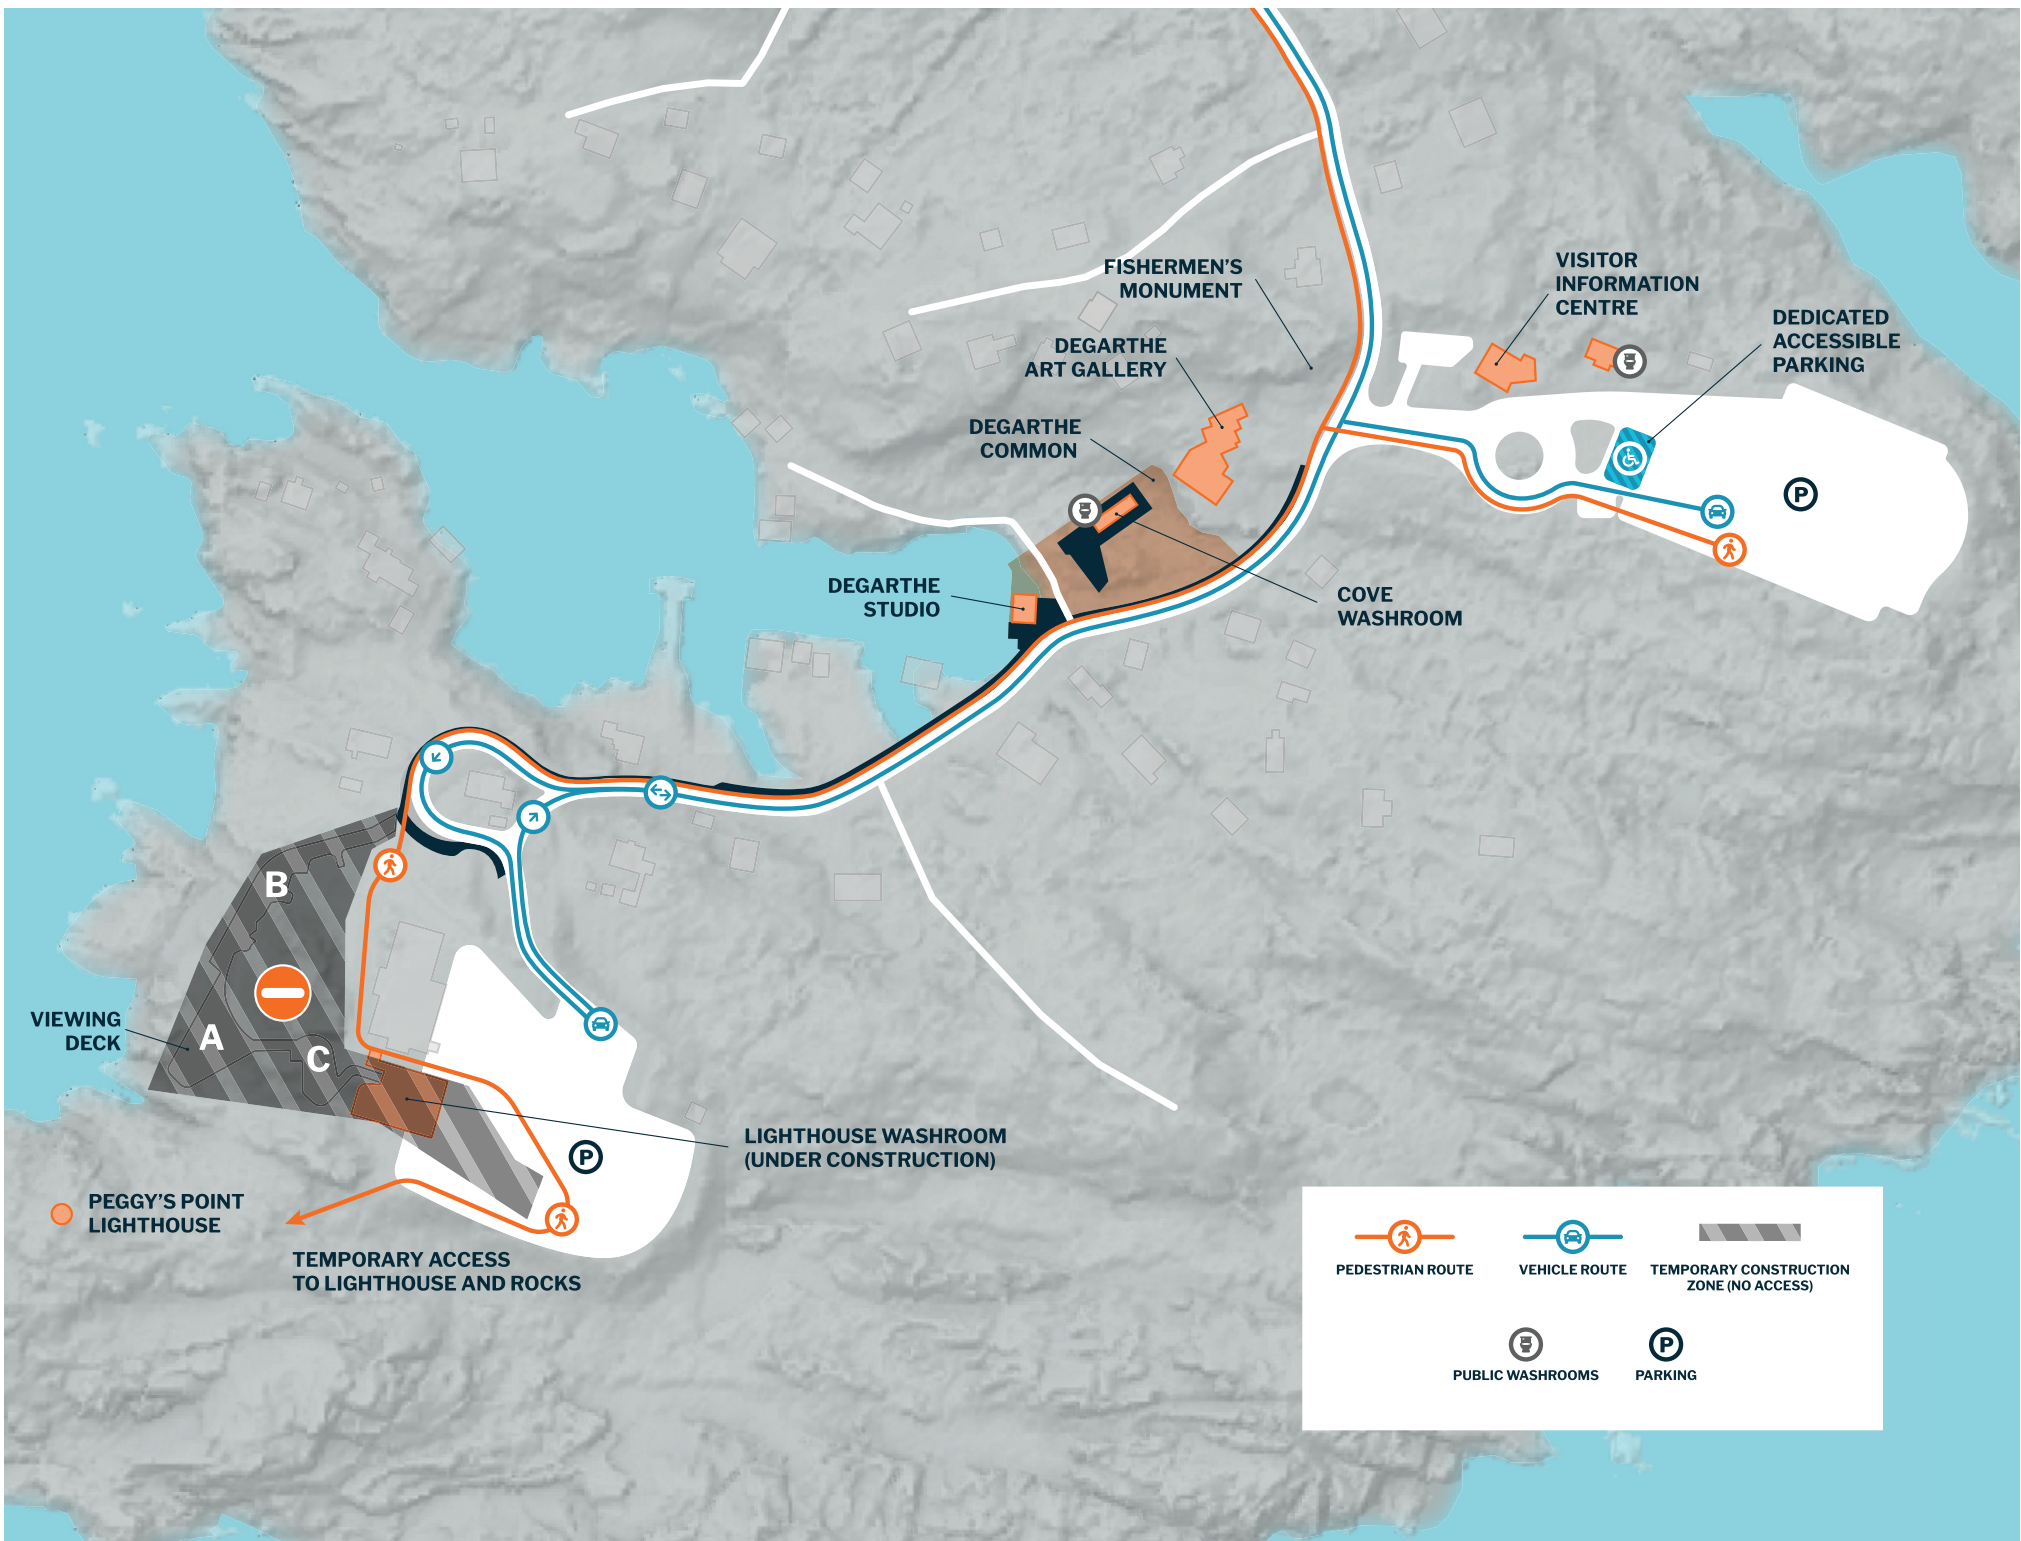 FISHERMEN'S
MONUMENT
VISITOR
INFORMATION
CENTRE
DEDICATED
ACCESSIBLE
PARKING
DEGARTHE
ART GALLERY
DEGARTHE
COMMON
P
DEGARTHE
STUDIO
COVE
WASHROOM
B
A
C
VIEWING
DECK
LIGHTHOUSE WASHROOM
(UNDER CONSTRUCTION)
P
PEGGY'S POINT
LIGHTHOUSE
TEMPORARY ACCESS
TO LIGHTHOUSE AND ROCKS
PEDESTRIAN ROUTE
VEHICLE ROUTE
TEMPORARY CONSTRUCTION
ZONE (NO ACCESS)
P
PUBLIC WASHROOMS
PARKING